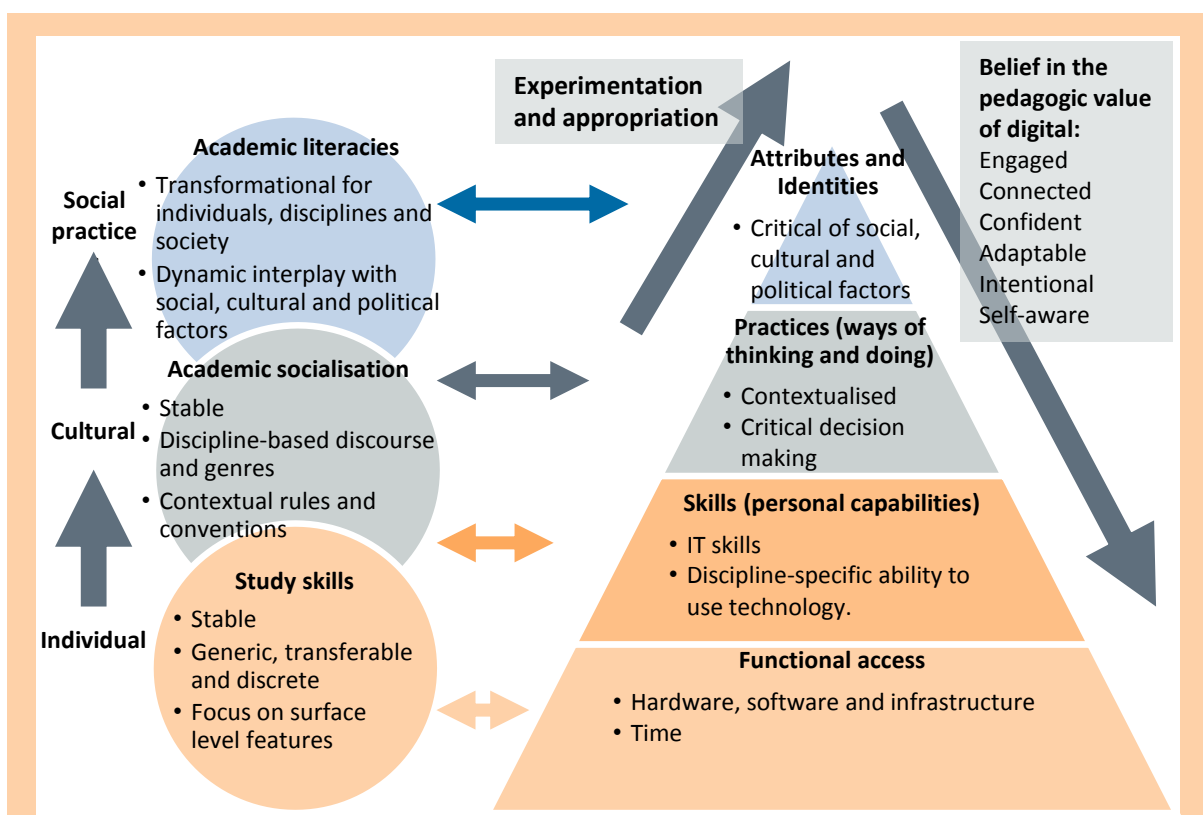 Experimentation
and appropriation
Belief in the
pedagogic value
of digital:
Engaged
Connected
Confident
Adaptable
Intentional
Self-aware
Social
practice
Cultural
Individual
Academic literacies
• Transformational for
individuals, disciplines and
society
• Dynamic interplay with
social, cultural and political
factors
Academic socialisation
• Stable
• Discipline-based discourse
and genres
• Contextual rules and
conventions
Study skills
• Stable
• Generic, transferable
and discrete
• Focus on surface
level features
Attributes and
Identities
• Critical of social,
cultural and
political factors
Practices (ways of
thinking and doing)
• Contextualised
• Critical decision
making
Skills (personal capabilities)
• IT skills
• Discipline-specific ability to
use technology.
Functional access
• Hardware, software and infrastructure
• Time